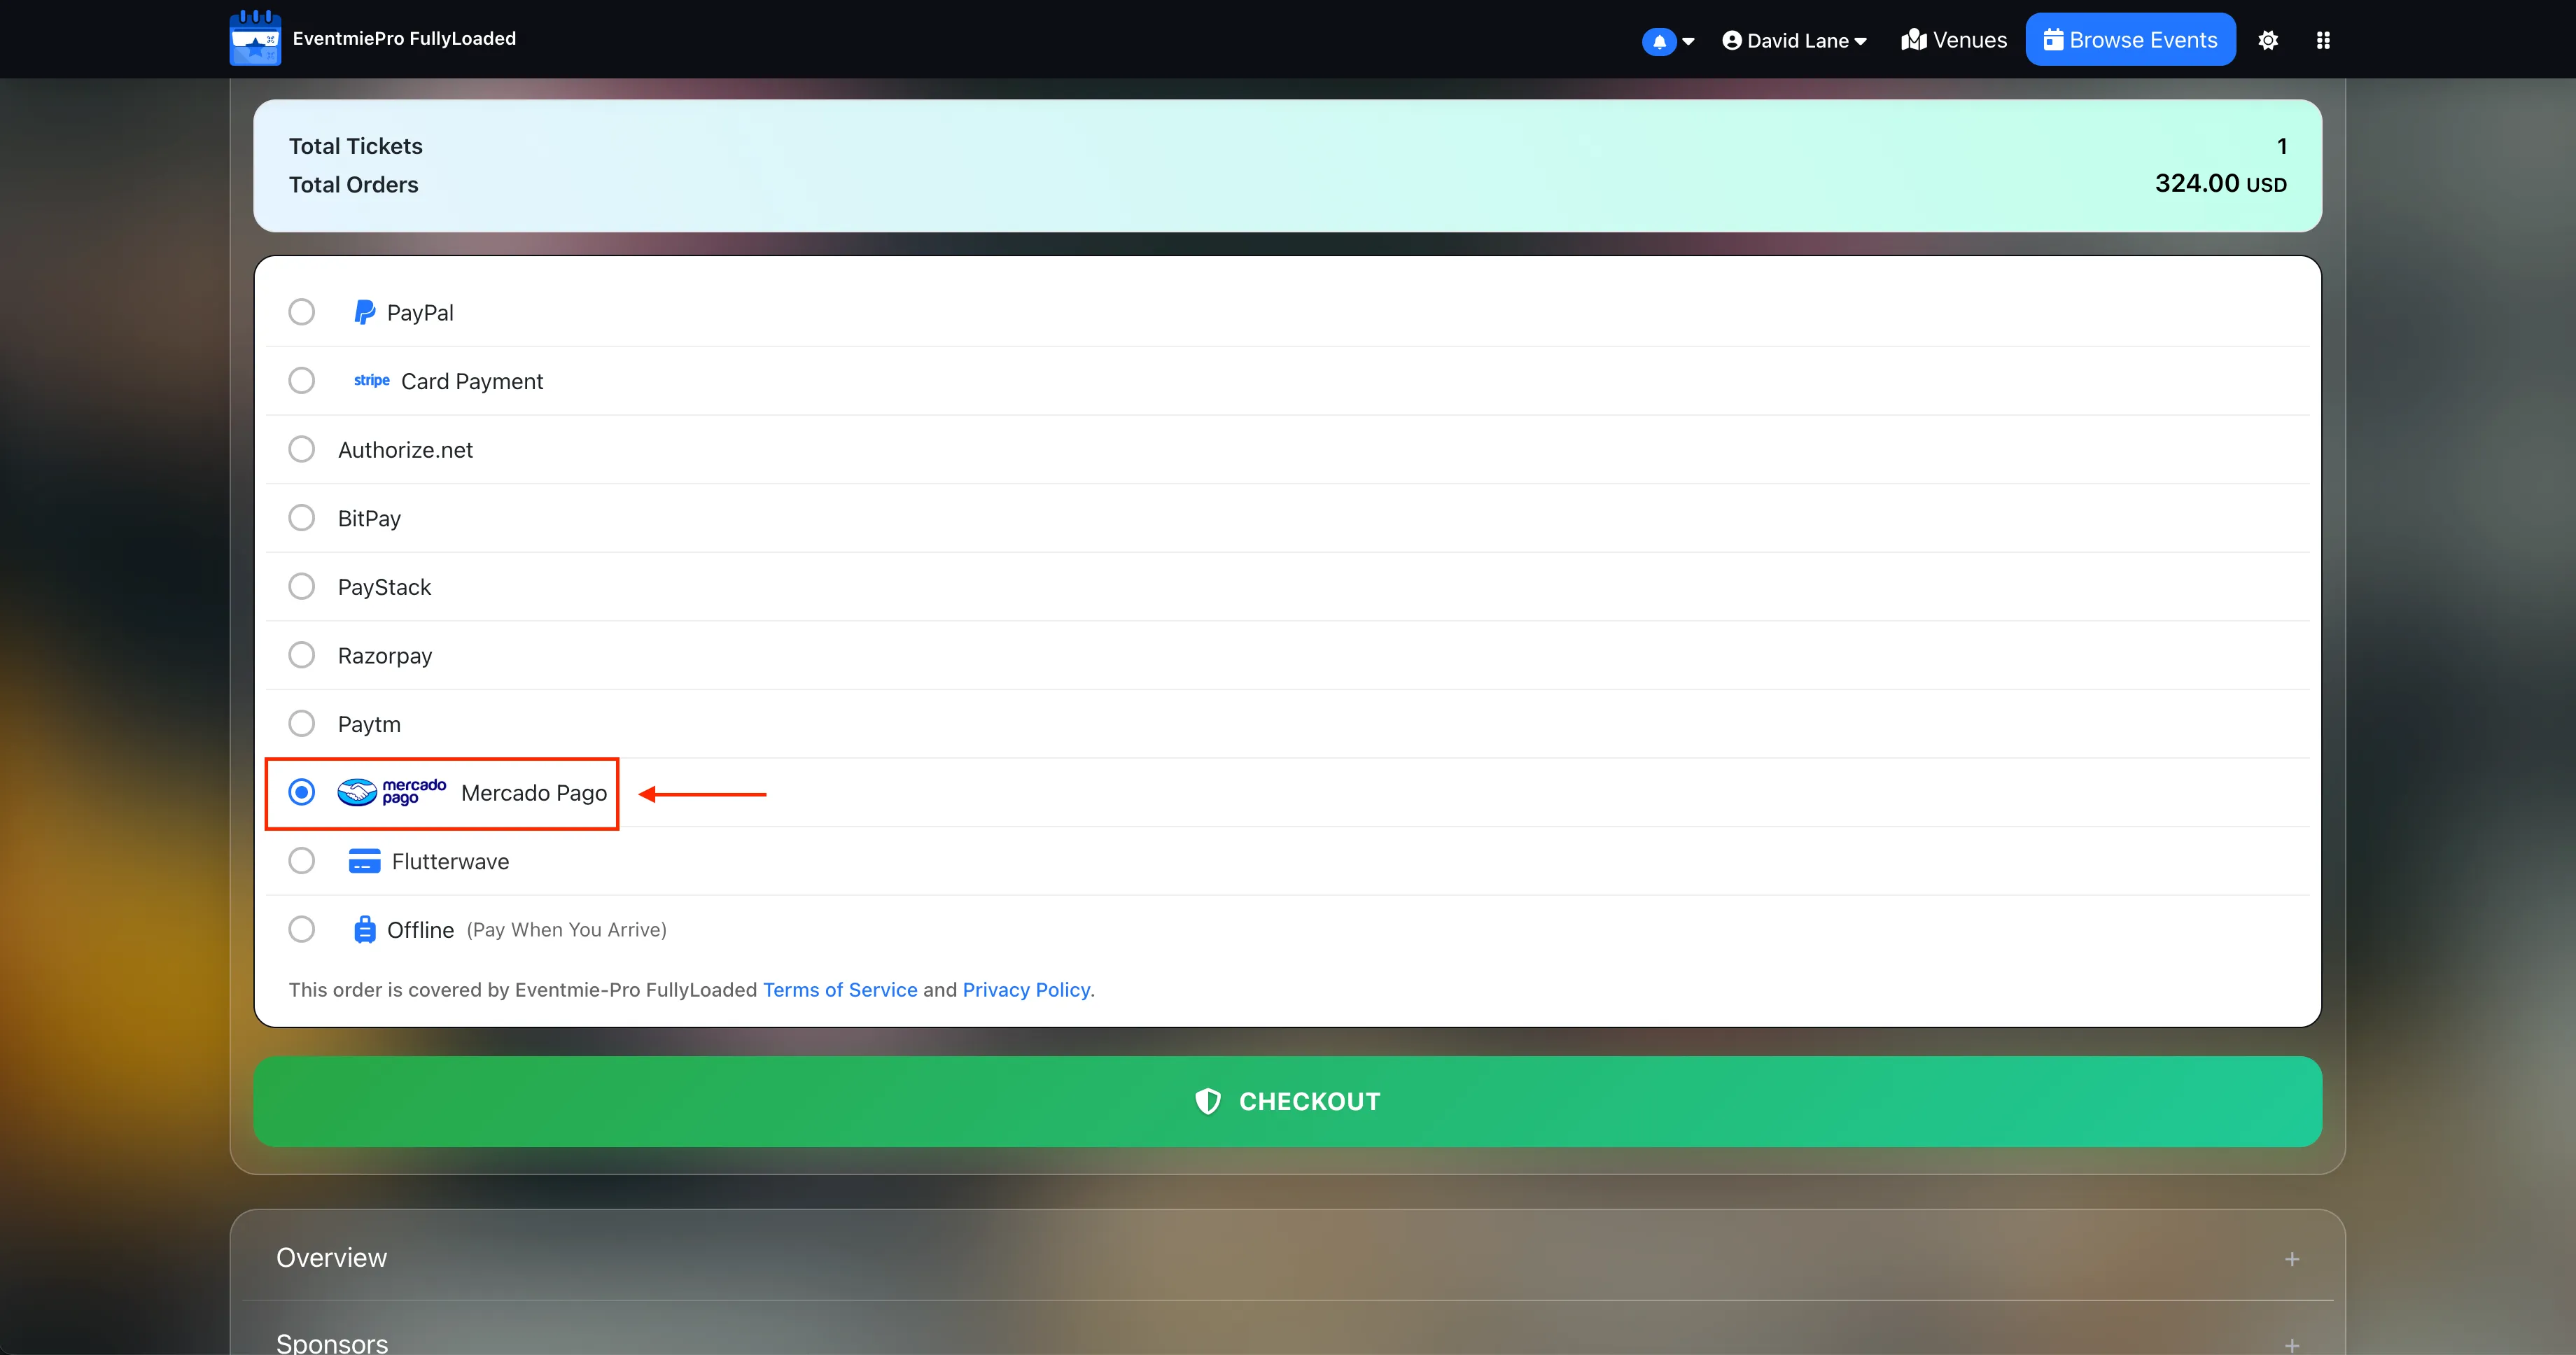 EventmiePro FullyLoaded
David Lane
Venues
Browse Events
Total Tickets 1
Total Orders 324.00 USD
PayPal
stripe Card Payment
Authorize.net
BitPay
PayStack
Razorpay
Paytm
mercado pago Mercado Pago
Flutterwave
Offline (Pay When You Arrive)
This order is covered by Eventmie-Pro FullyLoaded Terms of Service and Privacy Policy.
CHECKOUT
Overview +
Sponsors +